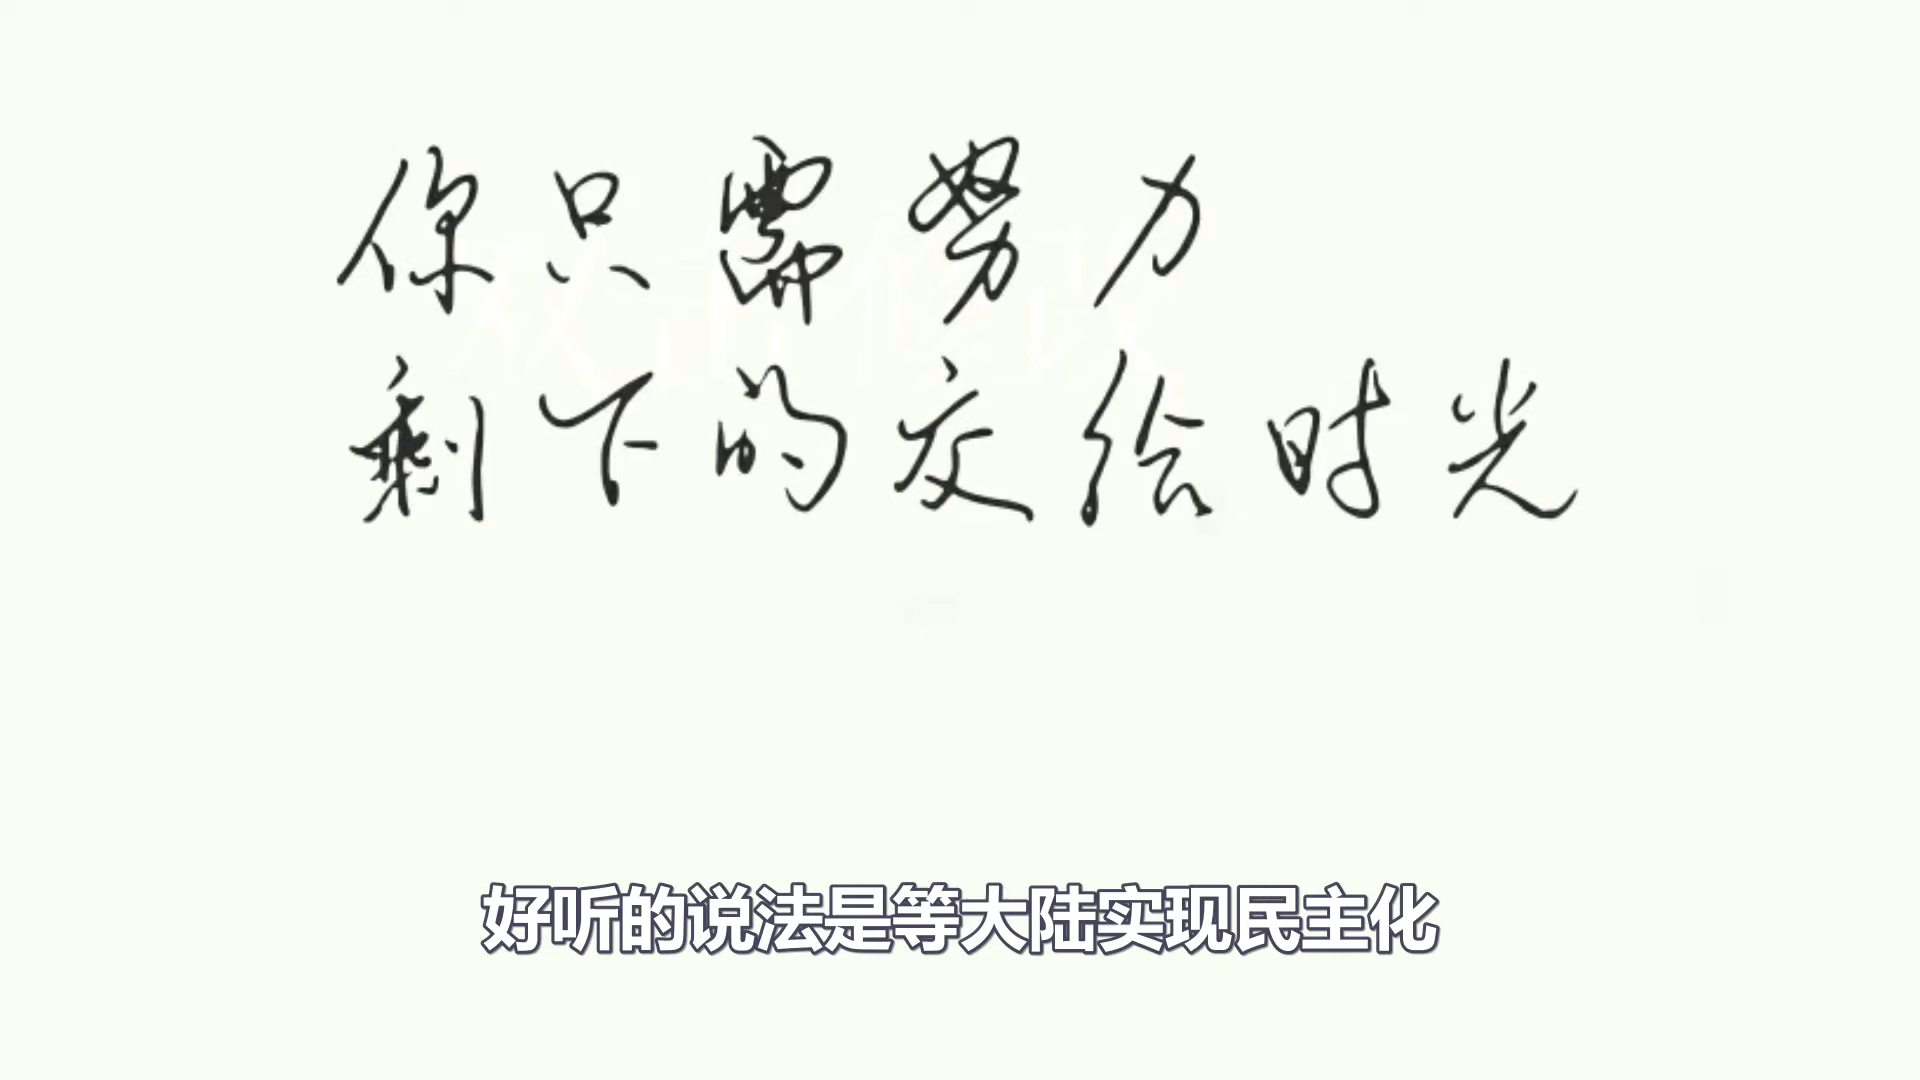 你只需努力
剩下的交给时光
好听的说法是等大陆实现民主化